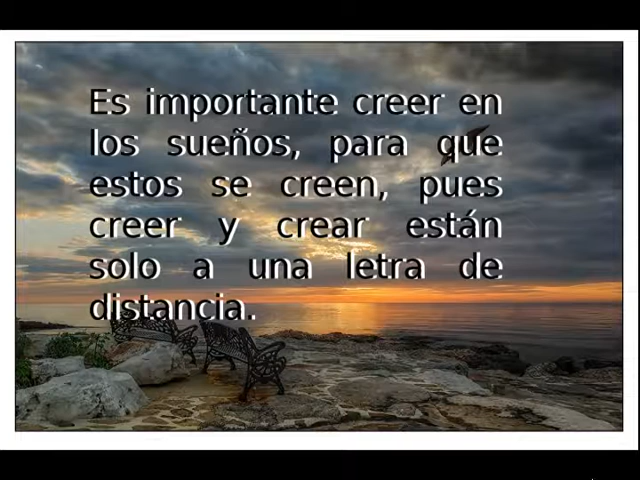 Es importante creer en
los sueños, para que
estos se creen, pues
creer y crear están
solo a una letra de
distancia.